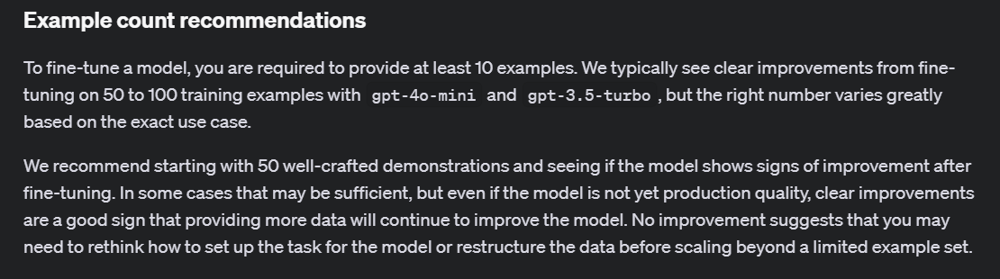 Example count recommendations
To fine-tune a model, you are required to provide at least 10 examples. We typically see clear improvements from fine-
tuning on 50 to 100 training examples with gpt-4o-mini and gpt-3.5-turbo , but the right number varies greatly
based on the exact use case.
We recommend starting with 50 well-crafted demonstrations and seeing if the model shows signs of improvement after
fine-tuning. In some cases that may be sufficient, but even if the model is not yet production quality, clear improvements
are a good sign that providing more data will continue to improve the model. No improvement suggests that you may
need to rethink how to set up the task for the model or restructure the data before scaling beyond a limited example set.